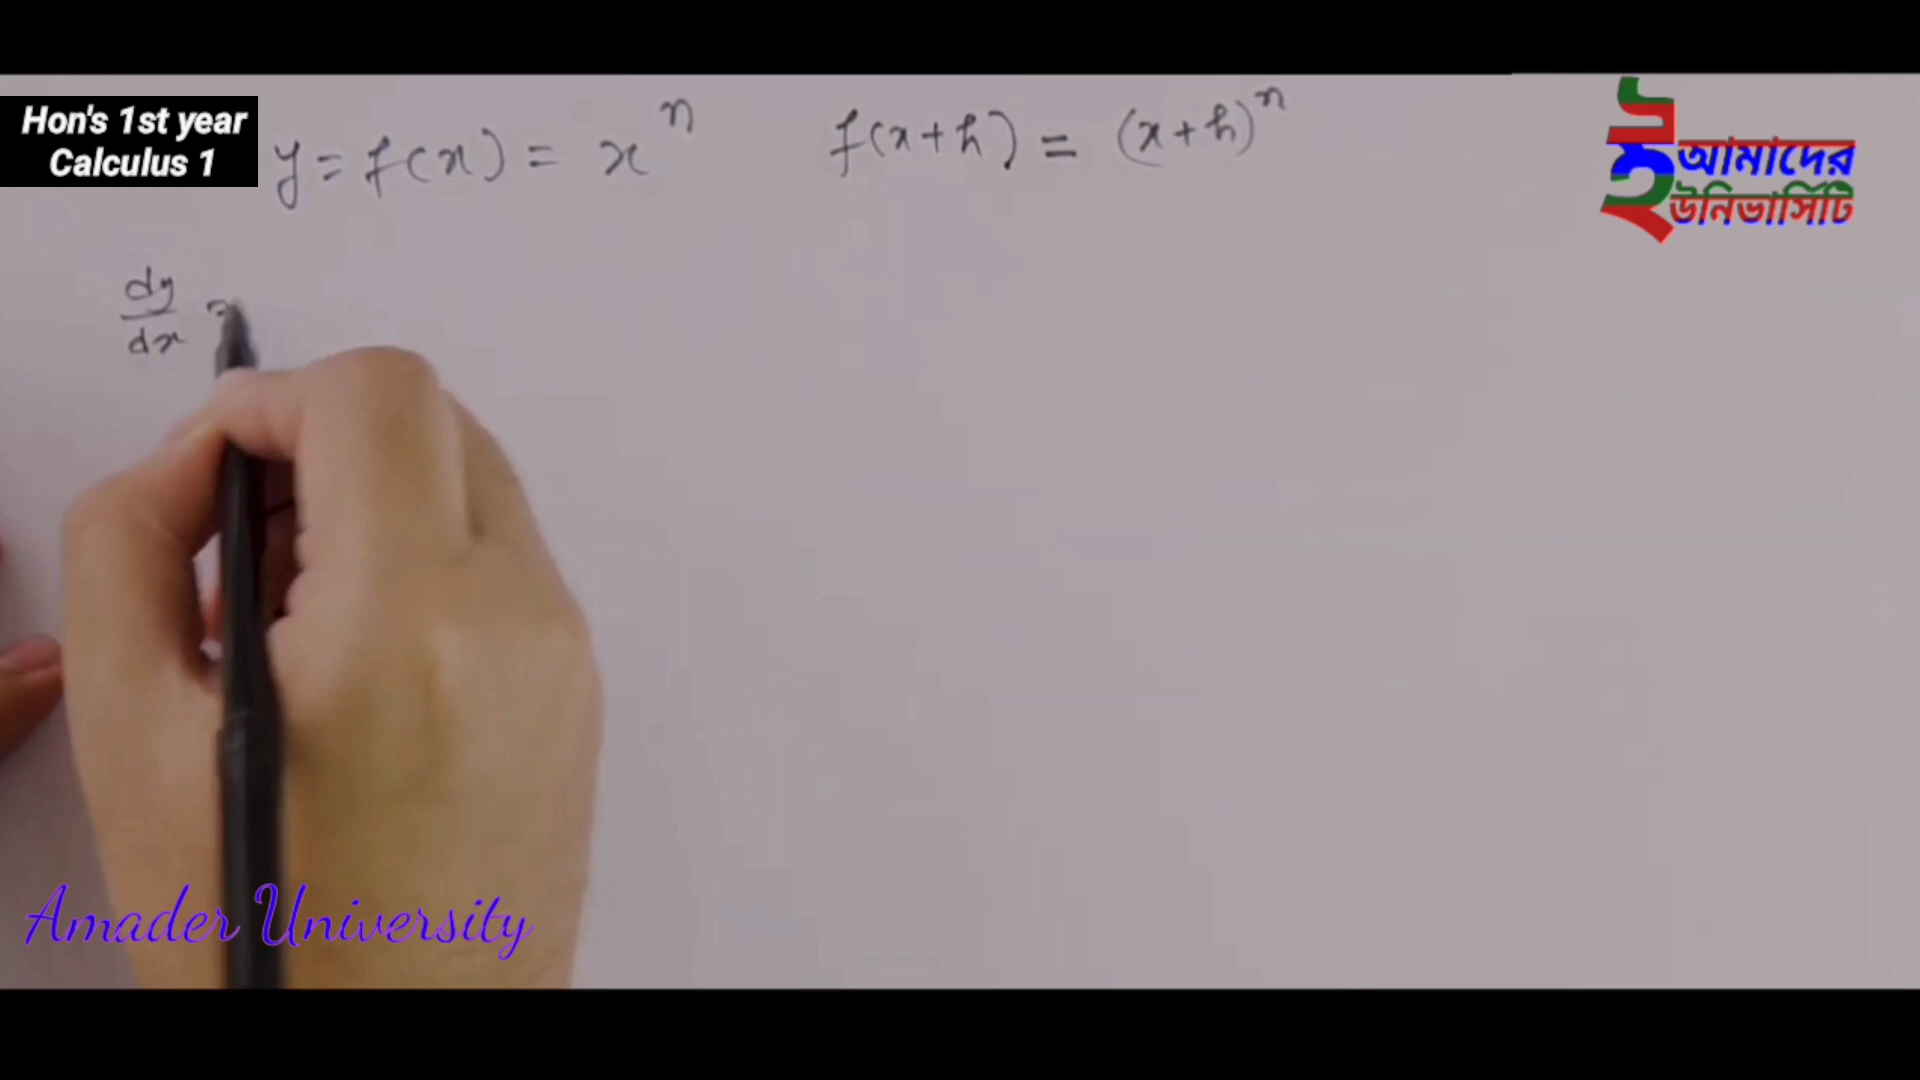 Hon's 1st year
Calculus 1
y = f(x) = x^n
f(x+h) = (x+h)^n
আমাদের
ইউনিভার্সিটি
dy/dx =
Amader University